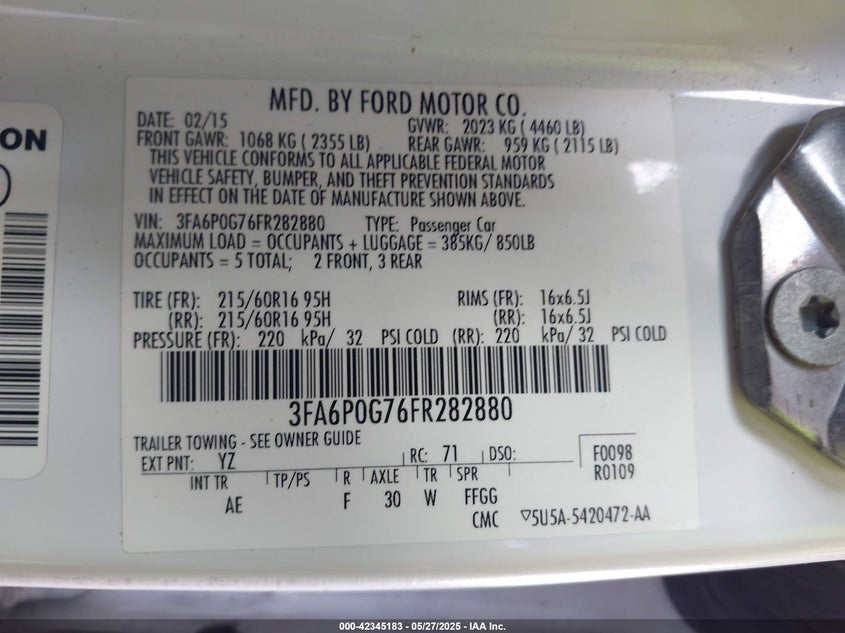 ON
MFD. BY FORD MOTOR CO.
DATE: 02/15 GVWR: 2023 KG ( 4460 LB)
FRONT GAWR: 1068 KG ( 2355 LB) REAR GAWR: 959 KG ( 2115 LB)
THIS VEHICLE CONFORMS TO ALL APPLICABLE FEDERAL MOTOR
VEHICLE SAFETY, BUMPER, AND THEFT PREVENTION STANDARDS
IN EFFECT ON THE DATE OF MANUFACTURE SHOWN ABOVE.
VIN: 3FA6P0G76FR282880 TYPE: Passenger Car
MAXIMUM LOAD = OCCUPANTS + LUGGAGE = 385KG/ 850LB
OCCUPANTS = 5 TOTAL; 2 FRONT, 3 REAR
TIRE (FR): 215/60R16 95H RIMS (FR): 16x6.5J
(RR): 215/60R16 95H (RR): 16x6.5J
PRESSURE (FR): 220 kPa/ 32 PSI COLD (RR): 220 kPa/ 32 PSI COLD
3FA6P0G76FR282880
TRAILER TOWING - SEE OWNER GUIDE
EXT PNT: YZ RC: 71 DSO: F0098
R0109
INT TR TP/PS R AXLE TR SPR
AE F 30 W FFGG
CMC ▽5U5A-5420472-AA
000-42345183 - 05/27/2025 - IAA Inc.